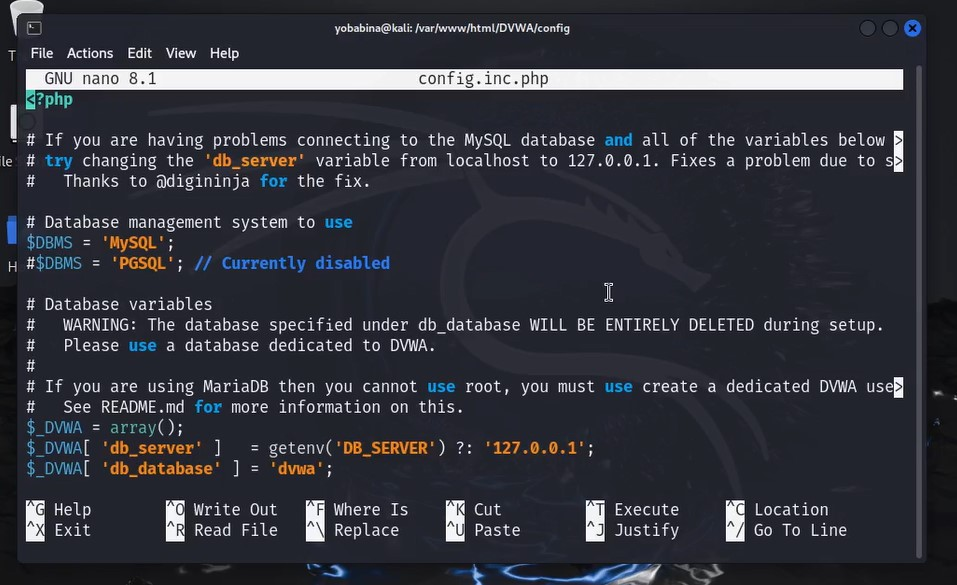 yobabina@kali: /var/www/html/DVWA/config
File Actions Edit View Help
GNU nano 8.1 config.inc.php
<?php
# If you are having problems connecting to the MySQL database and all of the variables below >
# try changing the 'db_server' variable from localhost to 127.0.0.1. Fixes a problem due to s>
#   Thanks to @digininja for the fix.
# Database management system to use
$DBMS = 'MySQL';
#$DBMS = 'PGSQL'; // Currently disabled
# Database variables
#   WARNING: The database specified under db_database WILL BE ENTIRELY DELETED during setup.
#   Please use a database dedicated to DVWA.
#
# If you are using MariaDB then you cannot use root, you must use create a dedicated DVWA use>
#   See README.md for more information on this.
$_DVWA = array();
$_DVWA[ 'db_server' ]   = getenv('DB_SERVER') ?: '127.0.0.1';
$_DVWA[ 'db_database' ] = 'dvwa';
^G Help ^O Write Out ^F Where Is ^K Cut ^T Execute ^C Location
^X Exit ^R Read File ^\ Replace ^U Paste ^J Justify ^/ Go To Line